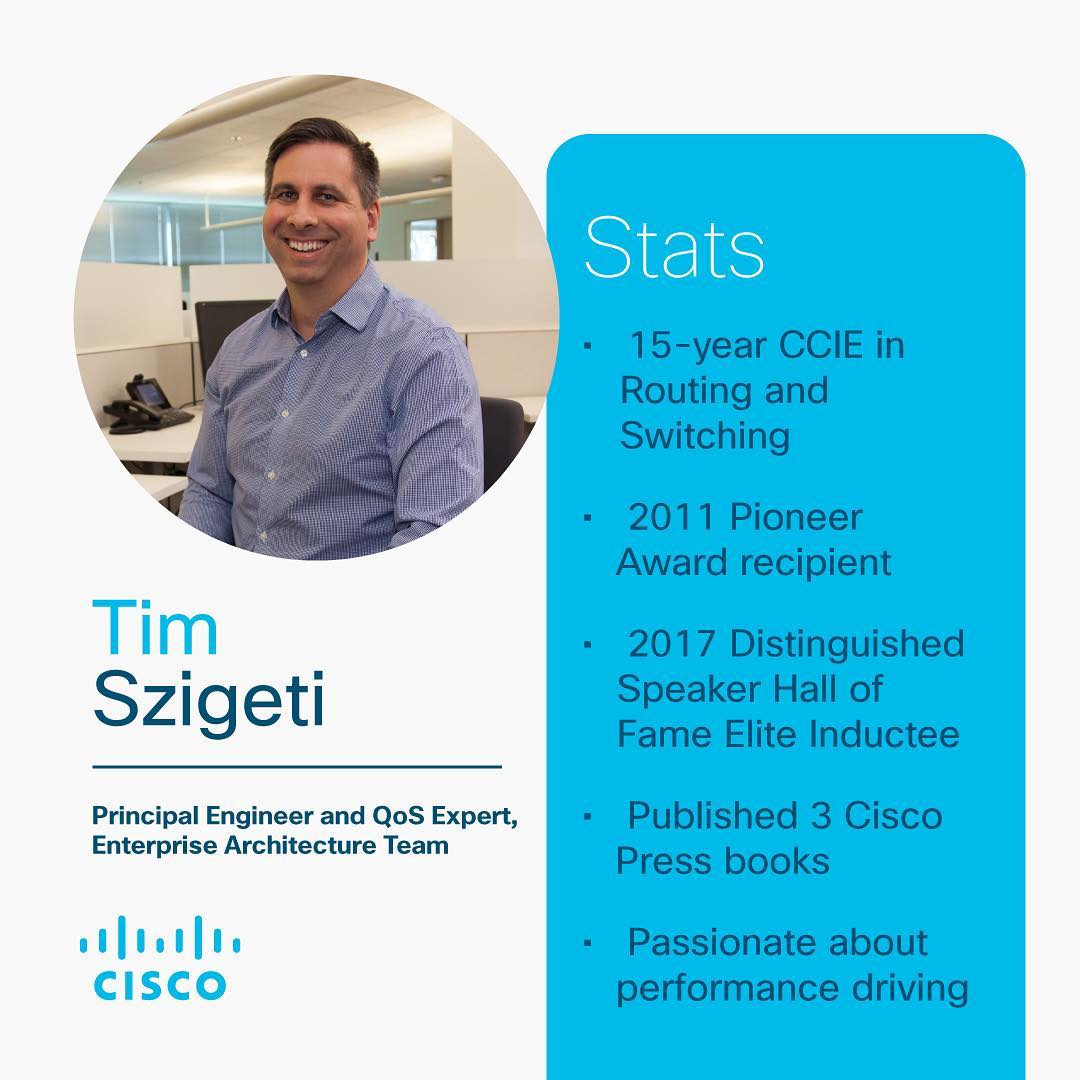 Tim
Szigeti
Principal Engineer and QoS Expert,
Enterprise Architecture Team
CISCO
Stats
· 15-year CCIE in
Routing and
Switching
· 2011 Pioneer
Award recipient
· 2017 Distinguished
Speaker Hall of
Fame Elite Inductee
· Published 3 Cisco
Press books
· Passionate about
performance driving